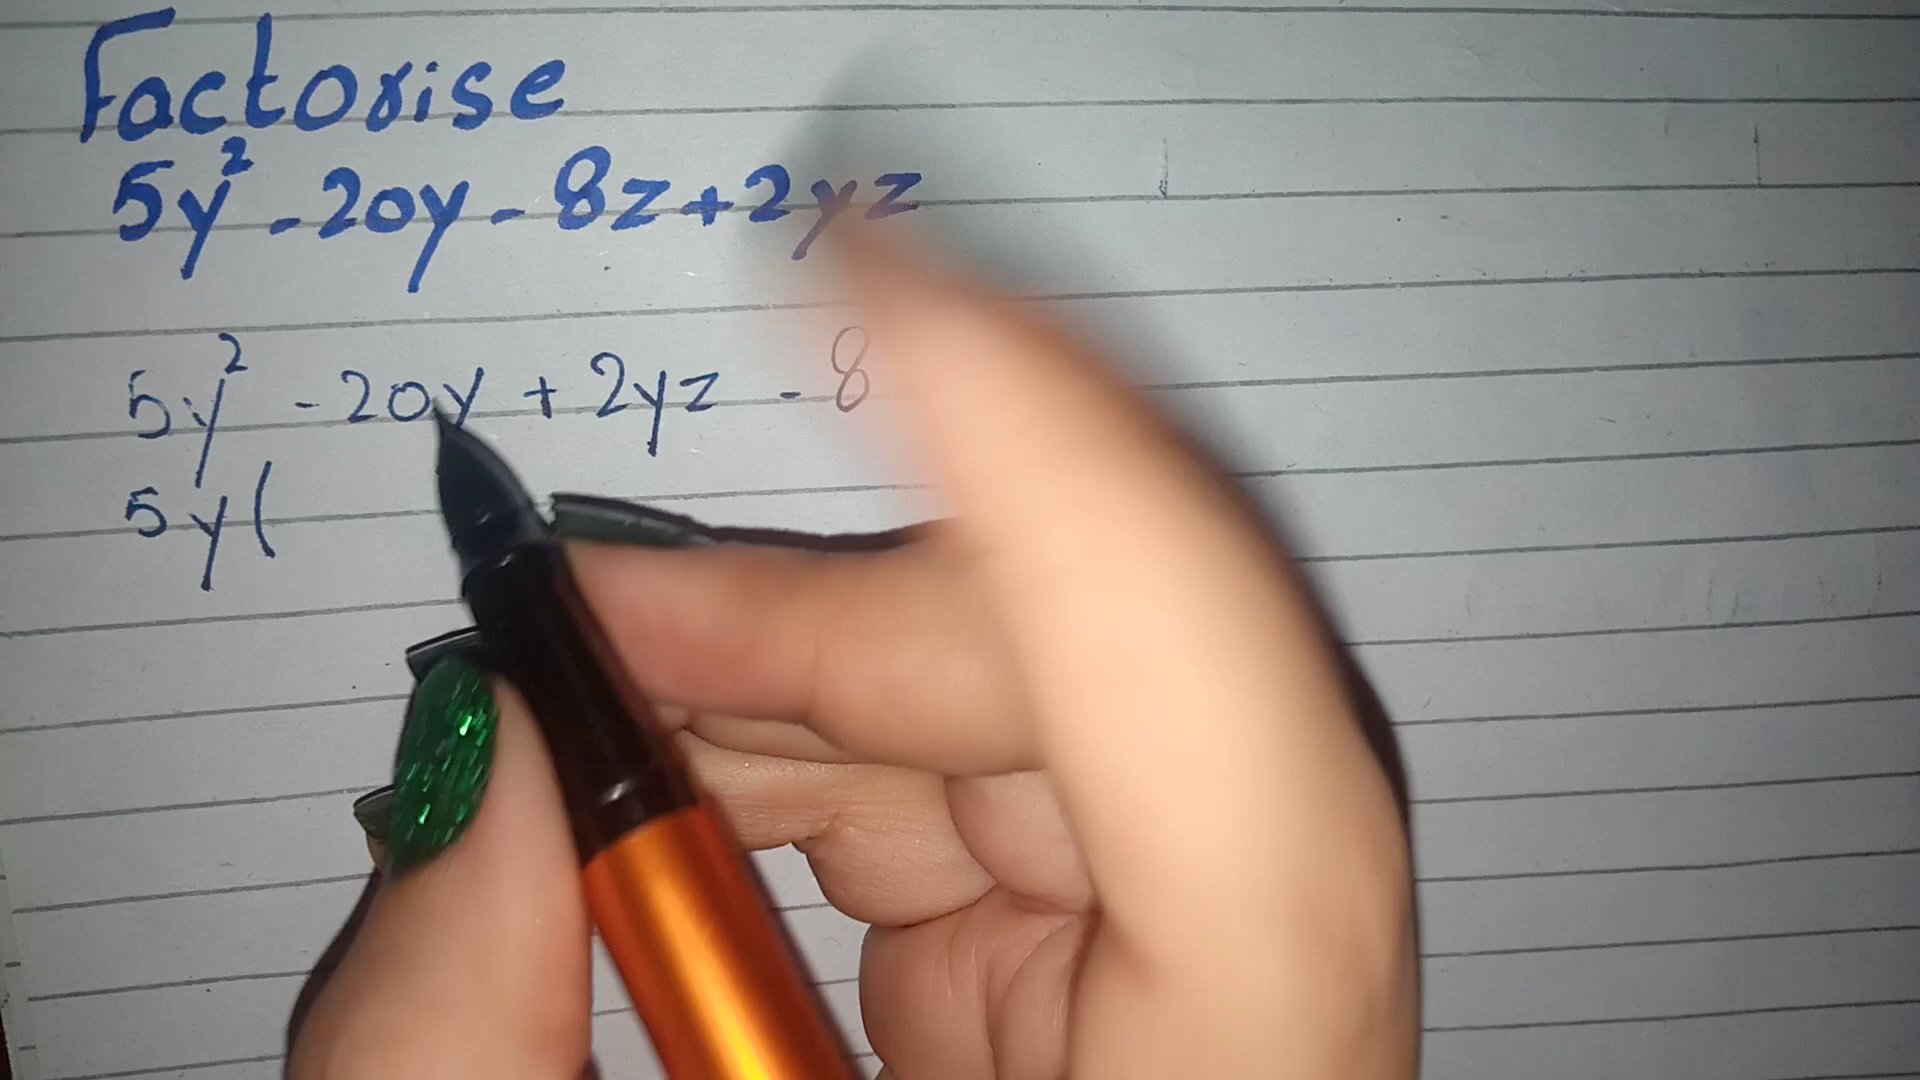 Factorise
5y² - 20y - 8z + 2yz
5y² - 20y + 2yz - 8
5y(